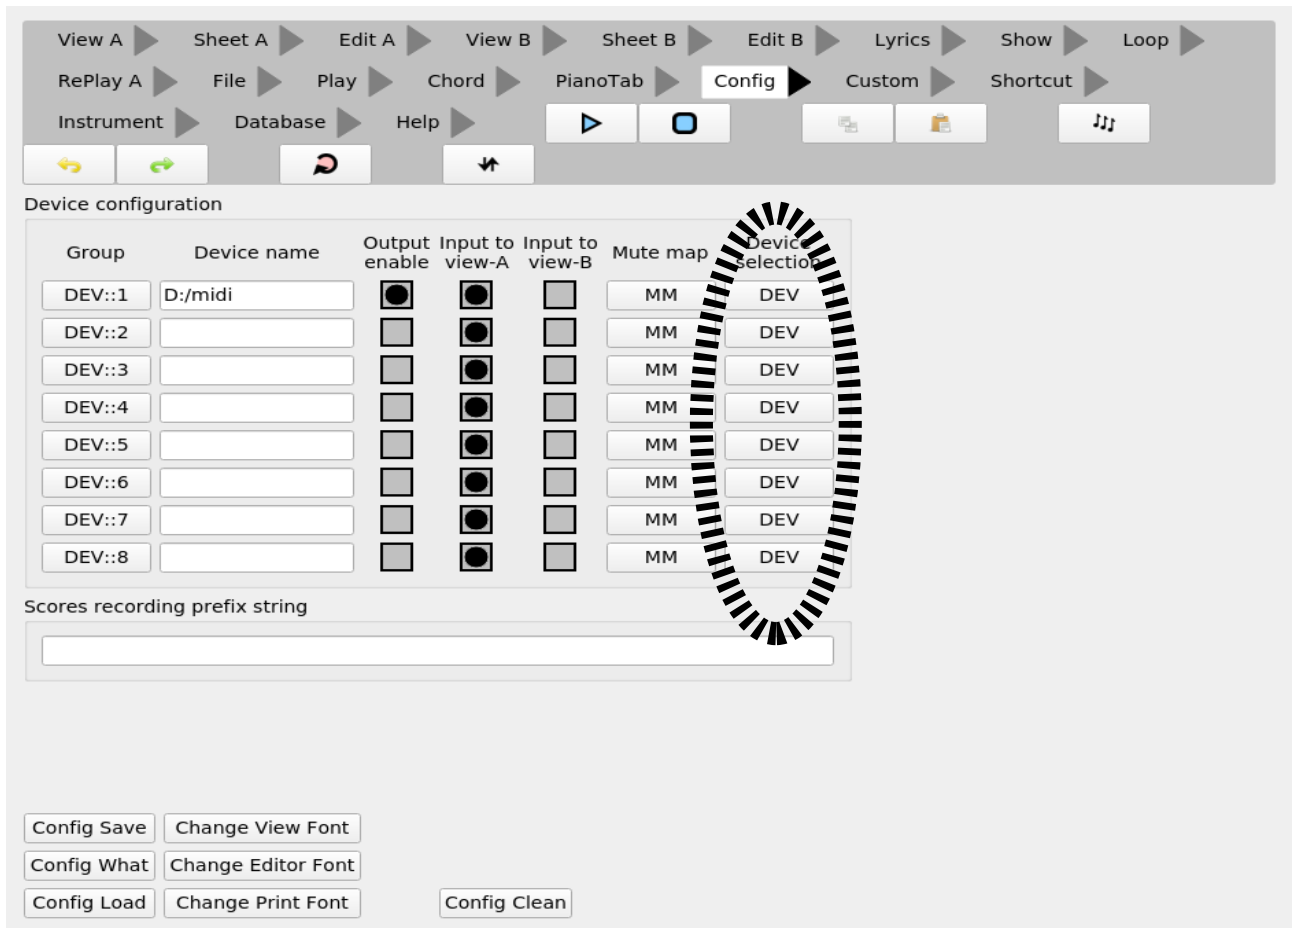 View A Sheet A Edit A View B Sheet B Edit B Lyrics Show Loop
RePlay A File Play Chord PianoTab Config Custom Shortcut
Instrument Database Help
Device configuration
Group Device name Output enable Input to view-A Input to view-B Mute map Device selection
DEV::1 D:/midi MM DEV
DEV::2 MM DEV
DEV::3 MM DEV
DEV::4 MM DEV
DEV::5 MM DEV
DEV::6 MM DEV
DEV::7 MM DEV
DEV::8 MM DEV
Scores recording prefix string
Config Save Change View Font
Config What Change Editor Font
Config Load Change Print Font Config Clean